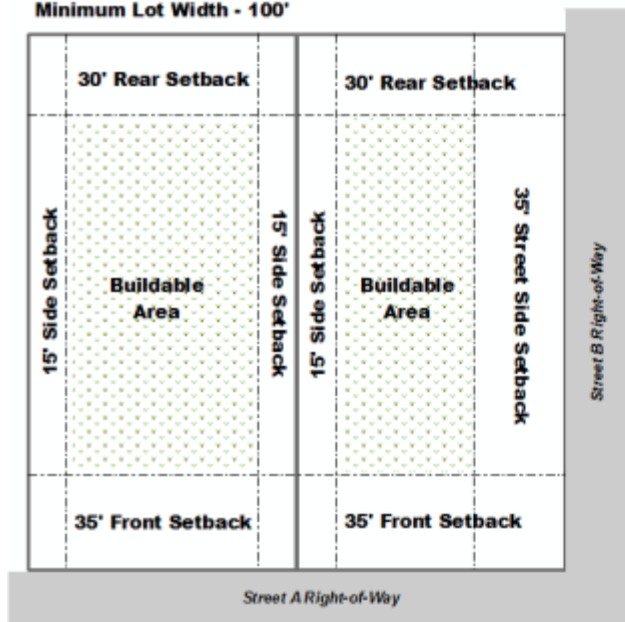 Minimum Lot Width - 100'
30' Rear Setback
30' Rear Setback
15' Side Setback
Buildable
Area
15' Side Setback
15' Side Setback
Buildable
Area
35' Street Side Setback
Street B Right-of-Way
35' Front Setback
35' Front Setback
Street A Right-of-Way